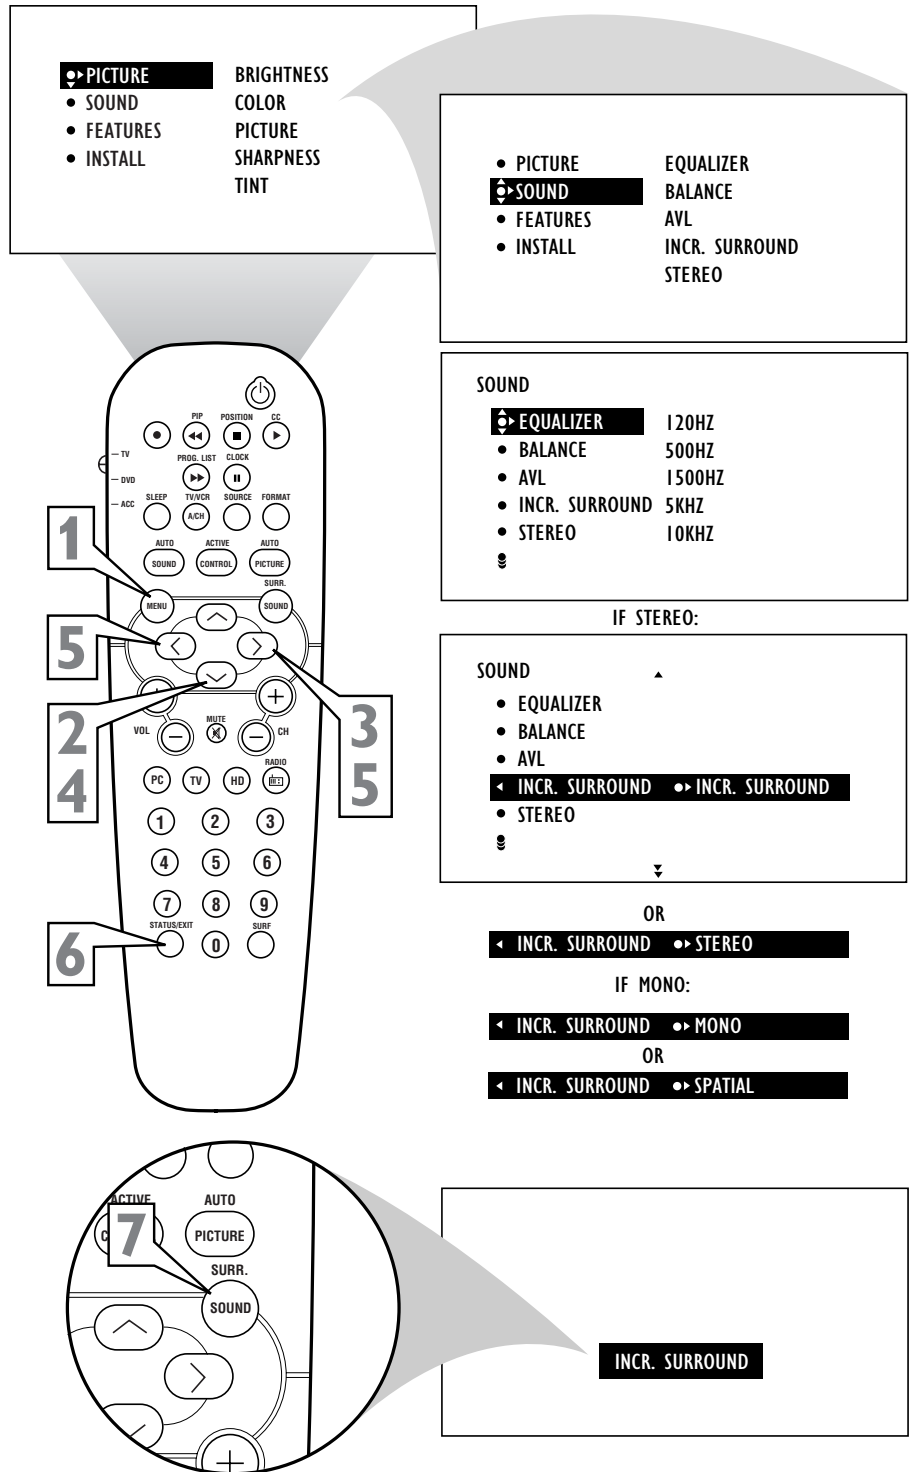 PICTURE BRIGHTNESS
SOUND COLOR
FEATURES PICTURE
INSTALL SHARPNESS
TINT
PICTURE EQUALIZER
SOUND BALANCE
FEATURES AVL
INSTALL INCR. SURROUND
STEREO
SOUND
EQUALIZER 120HZ
BALANCE 500HZ
AVL 1500HZ
INCR. SURROUND 5KHZ
STEREO 10KHZ
IF STEREO:
SOUND
EQUALIZER
BALANCE
AVL
INCR. SURROUND INCR. SURROUND
STEREO
OR
INCR. SURROUND STEREO
IF MONO:
INCR. SURROUND MONO
OR
INCR. SURROUND SPATIAL
PIP POSITION CC
TV
PROG. LIST CLOCK
DVD
ACC
SLEEP TV/VCR SOURCE FORMAT
A/CH
AUTO ACTIVE AUTO
SOUND CONTROL PICTURE
SURR.
MENU SOUND
VOL MUTE CH
RADIO
PC TV HD
1 2 3
4 5 6
7 8 9
STATUS/EXIT SURF
0
1
5
2
4
3
5
6
ACTIVE AUTO
C PICTURE
7
SURR.
SOUND
INCR. SURROUND